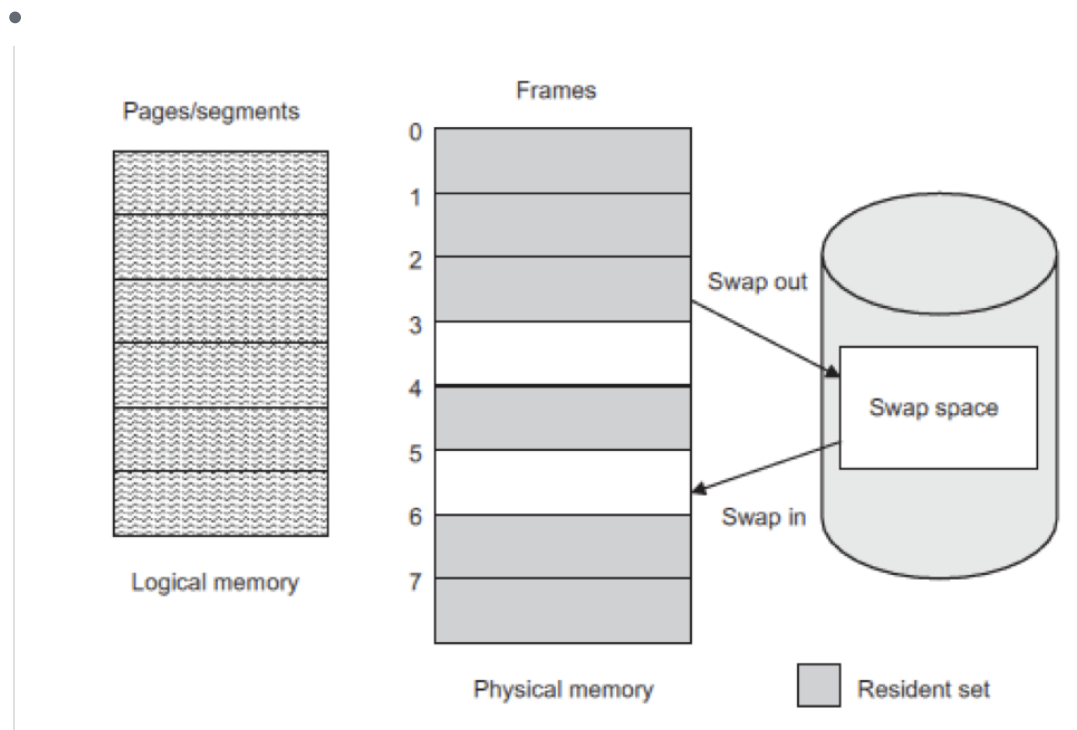 Frames
Pages/segments
0
1
2
Swap out
3
4
Swap space
5
6
Swap in
7
Logical memory
Physical memory
Resident set